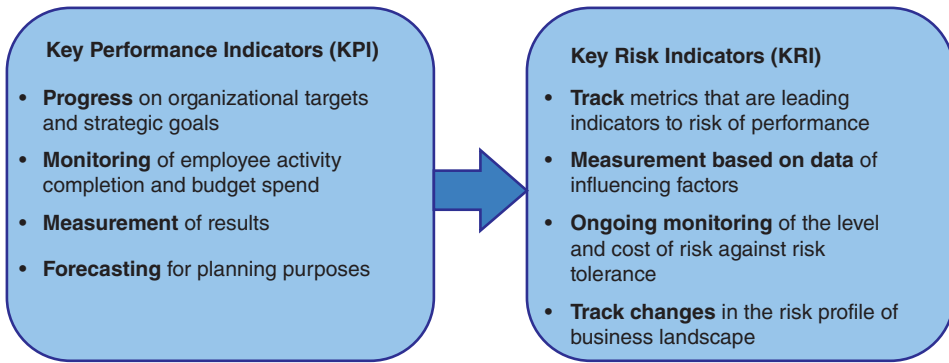 Key Performance Indicators (KPI)
• Progress on organizational targets
and strategic goals
• Monitoring of employee activity
completion and budget spend
• Measurement of results
• Forecasting for planning purposes
Key Risk Indicators (KRI)
• Track metrics that are leading
indicators to risk of performance
• Measurement based on data of
influencing factors
• Ongoing monitoring of the level
and cost of risk against risk
tolerance
• Track changes in the risk profile of
business landscape